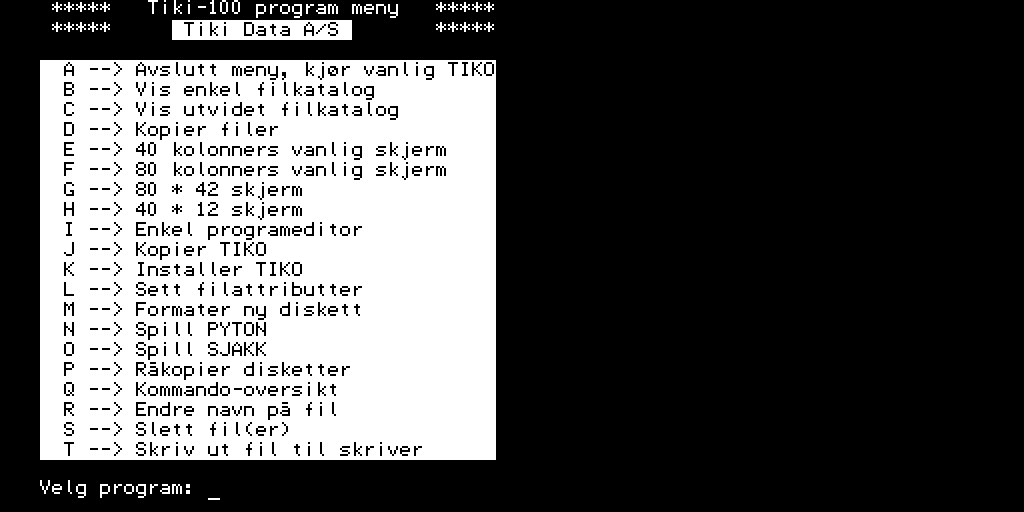 ***** Tiki-100 program meny *****
***** Tiki Data A/S *****
A --> Avslutt meny, kjør vanlig TIKO
B --> Vis enkel filkatalog
C --> Vis utvidet filkatalog
D --> Kopier filer
E --> 40 kolonners vanlig skjerm
F --> 80 kolonners vanlig skjerm
G --> 80 * 42 skjerm
H --> 40 * 12 skjerm
I --> Enkel programeditor
J --> Kopier TIKO
K --> Installer TIKO
L --> Sett filattributter
M --> Formater ny diskett
N --> Spill PYTON
O --> Spill SJAKK
P --> Råkopier disketter
Q --> Kommando-oversikt
R --> Endre navn på fil
S --> Slett fil(er)
T --> Skriv ut fil til skriver
Velg program: _